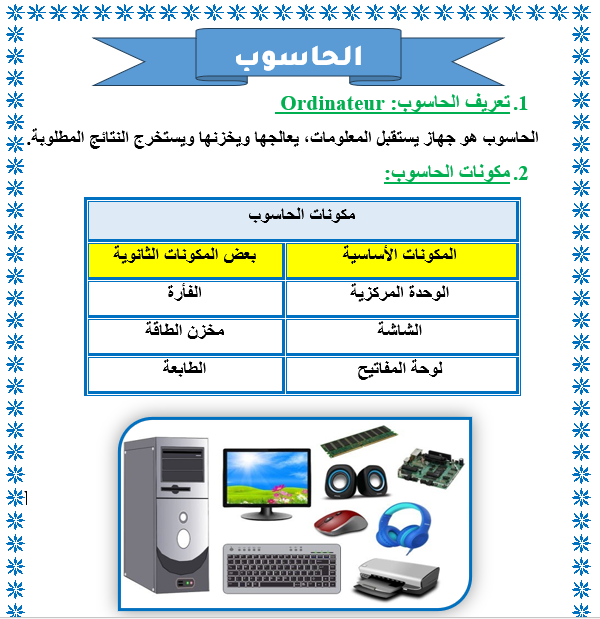 الحاسوب
1. تعريف الحاسوب: Ordinateur
الحاسوب هو جهاز يستقبل المعلومات، يعالجها ويخزنها ويستخرج النتائج المطلوبة.
2. مكونات الحاسوب:
مكونات الحاسوب
المكونات الأساسية بعض المكونات الثانوية
الوحدة المركزية الفأرة
الشاشة مخزن الطاقة
لوحة المفاتيح الطابعة